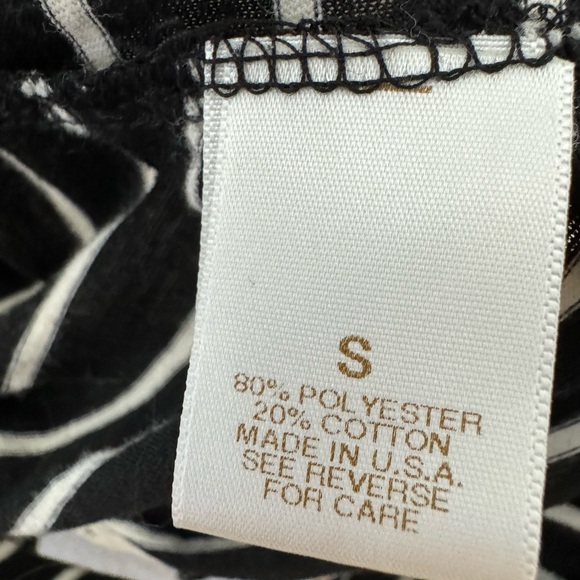 S
80% POLYESTER
20% COTTON
MADE IN U.S.A.
SEE REVERSE
FOR CARE